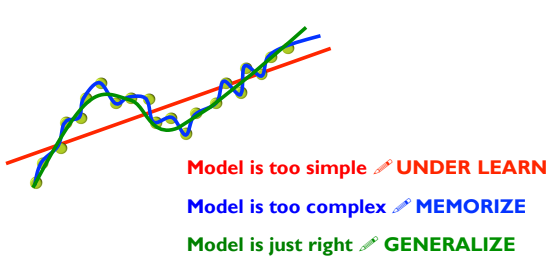 Model is too simple ✏ UNDER LEARN
Model is too complex ✏ MEMORIZE
Model is just right ✏ GENERALIZE